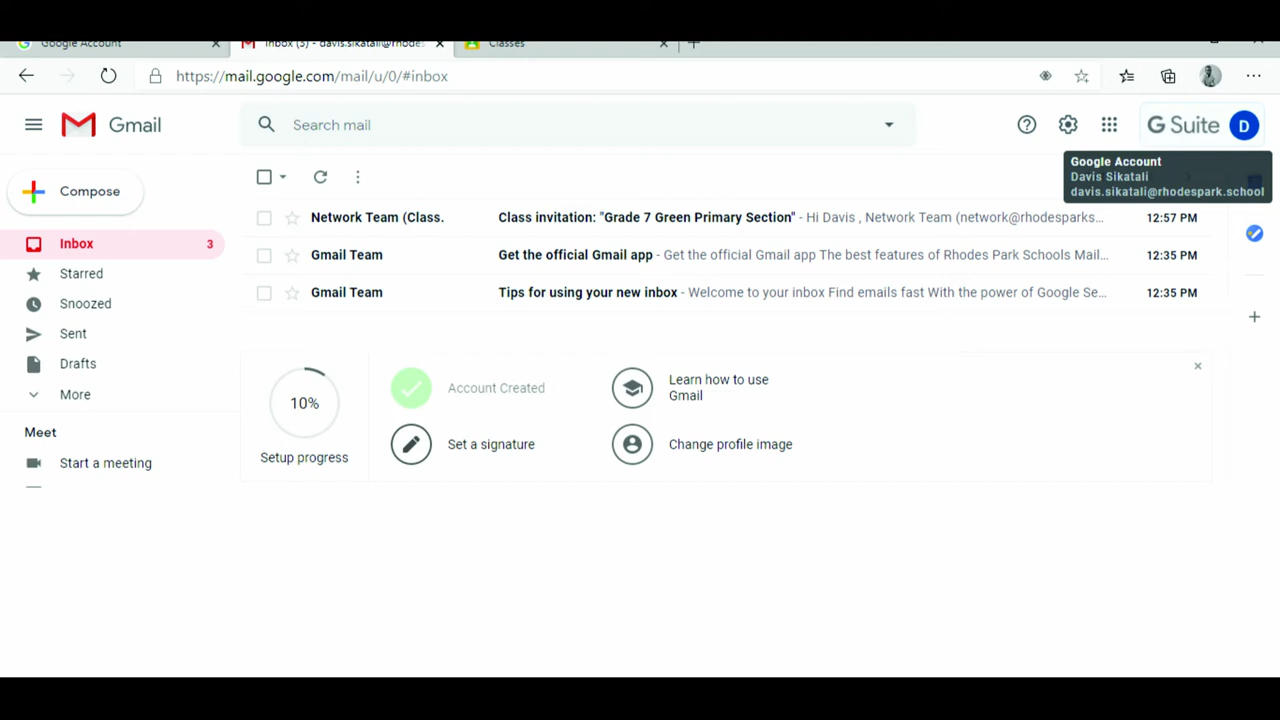 Google Account
Inbox (3) - davis.sikatali@rhodes
Classes
https://mail.google.com/mail/u/0/#inbox
Gmail
Search mail
G Suite
D
Google Account
Davis Sikatali
davis.sikatali@rhodespark.school
Compose
Network Team (Class. Class invitation: "Grade 7 Green Primary Section" - Hi Davis , Network Team (network@rhodesparks... 12:57 PM
Inbox 3
Gmail Team Get the official Gmail app - Get the official Gmail app The best features of Rhodes Park Schools Mail... 12:35 PM
Starred
Gmail Team Tips for using your new inbox - Welcome to your inbox Find emails fast With the power of Google Se... 12:35 PM
Snoozed
Sent
Drafts
More
Meet
Start a meeting
10%
Setup progress
Account Created
Set a signature
Learn how to use
Gmail
Change profile image